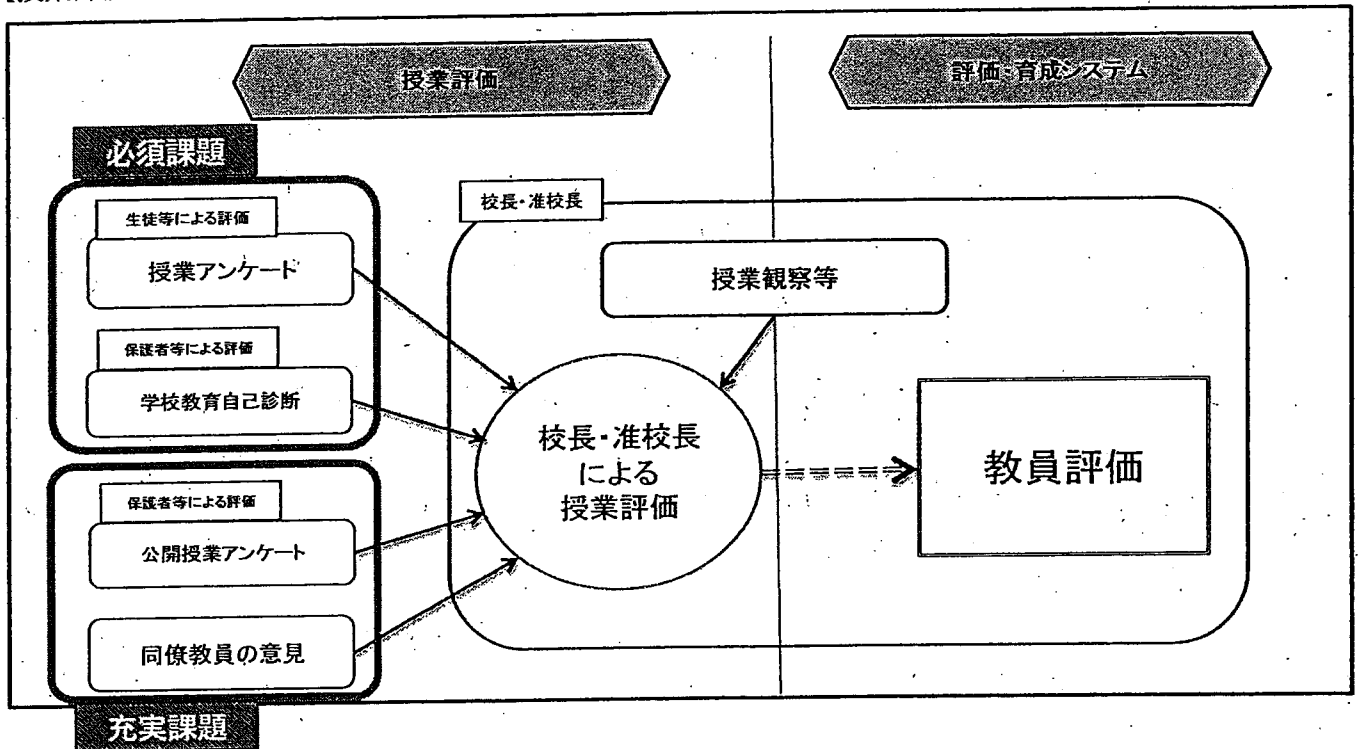 授業評価
評価・育成システム
必須課題
生徒等による評価
授業アンケート
保護者等による評価
学校教育自己診断
保護者等による評価
公開授業アンケート
同僚教員の意見
充実課題
校長・准校長
授業観察等
校長・准校長
による
授業評価
教員評価